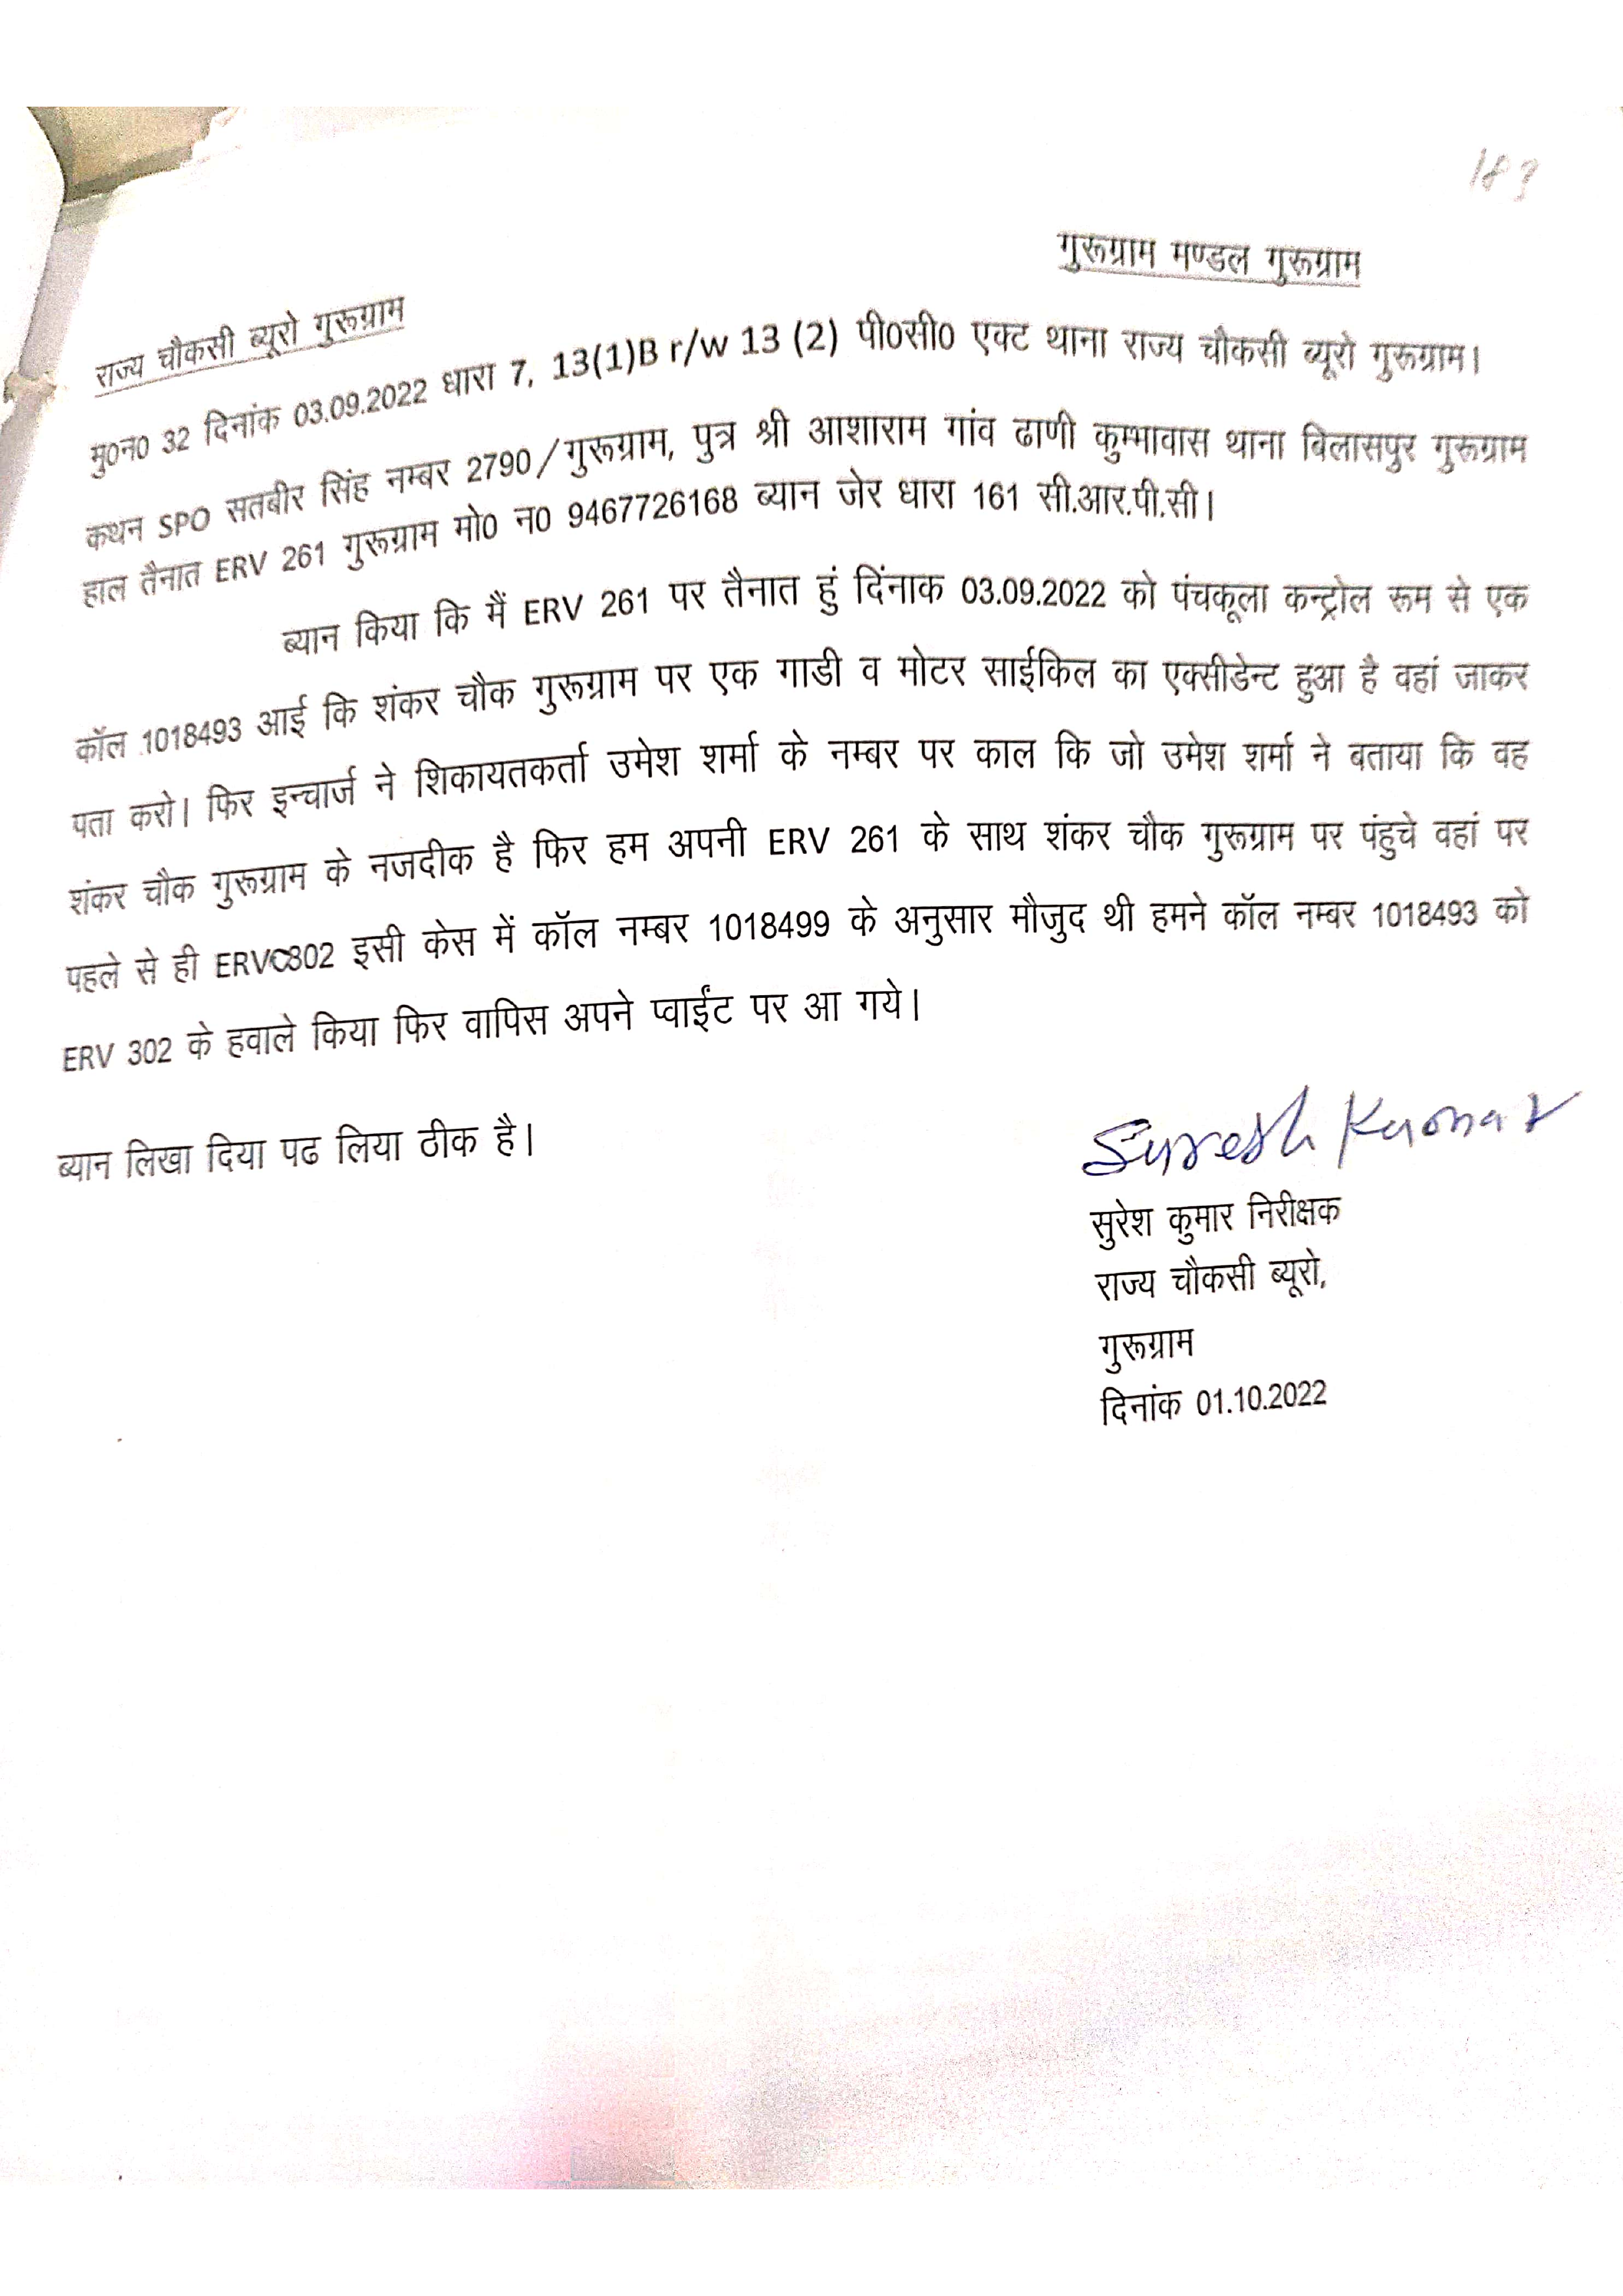 183
गुरूग्राम मण्डल गुरूग्राम
राज्य चौकसी ब्यूरो गुरूग्राम
मु0न0 32 दिनांक 03.09.2022 धारा 7, 13(1)B r/w 13 (2) पी0सी0 एक्ट थाना राज्य चौकसी ब्यूरो गुरूग्राम।
कथन SPO सतबीर सिंह नम्बर 2790/गुरूग्राम, पुत्र श्री आशाराम गांव ढाणी कुम्भावास थाना बिलासपुर गुरूग्राम
हाल तैनात ERV 261 गुरूग्राम मो0 न0 9467726168 ब्यान जेर धारा 161 सी.आर.पी.सी।
ब्यान किया कि मैं ERV 261 पर तैनात हुं दिंनाक 03.09.2022 को पंचकूला कन्ट्रोल रूम से एक
कॉल 1018493 आई कि शंकर चौक गुरूग्राम पर एक गाडी व मोटर साईकिल का एक्सीडेन्ट हुआ है वहां जाकर
पता करो। फिर इन्चार्ज ने शिकायतकर्ता उमेश शर्मा के नम्बर पर काल कि जो उमेश शर्मा ने बताया कि वह
शंकर चौक गुरूग्राम के नजदीक है फिर हम अपनी ERV 261 के साथ शंकर चौक गुरूग्राम पर पंहुचे वहां पर
पहले से ही ERVC302 इसी केस में कॉल नम्बर 1018499 के अनुसार मौजुद थी हमने कॉल नम्बर 1018493 को
ERV 302 के हवाले किया फिर वापिस अपने प्वाईंट पर आ गये।
ब्यान लिखा दिया पढ लिया ठीक है।
Suresh Kumar
सुरेश कुमार निरीक्षक
राज्य चौकसी ब्यूरो,
गुरूग्राम
दिनांक 01.10.2022